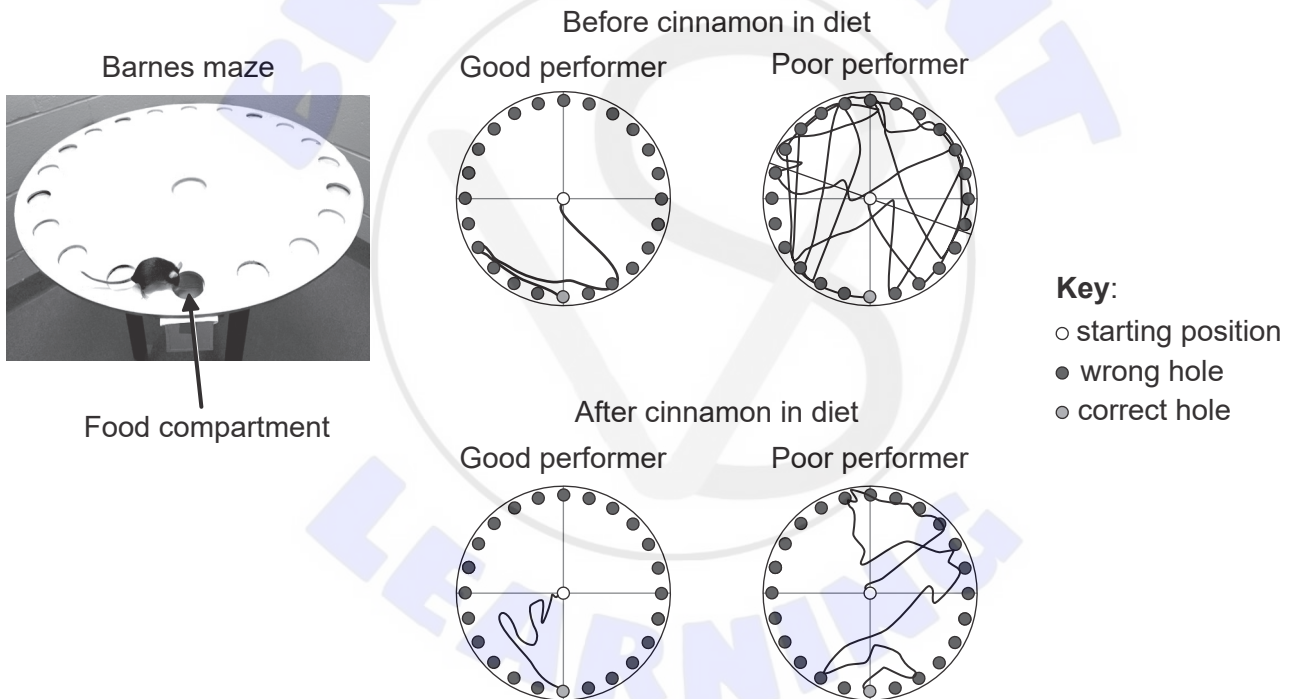 Before cinnamon in diet
Barnes maze
Good performer
Poor performer
Food compartment
Key:
starting position
wrong hole
correct hole
After cinnamon in diet
Good performer
Poor performer
LEARNING